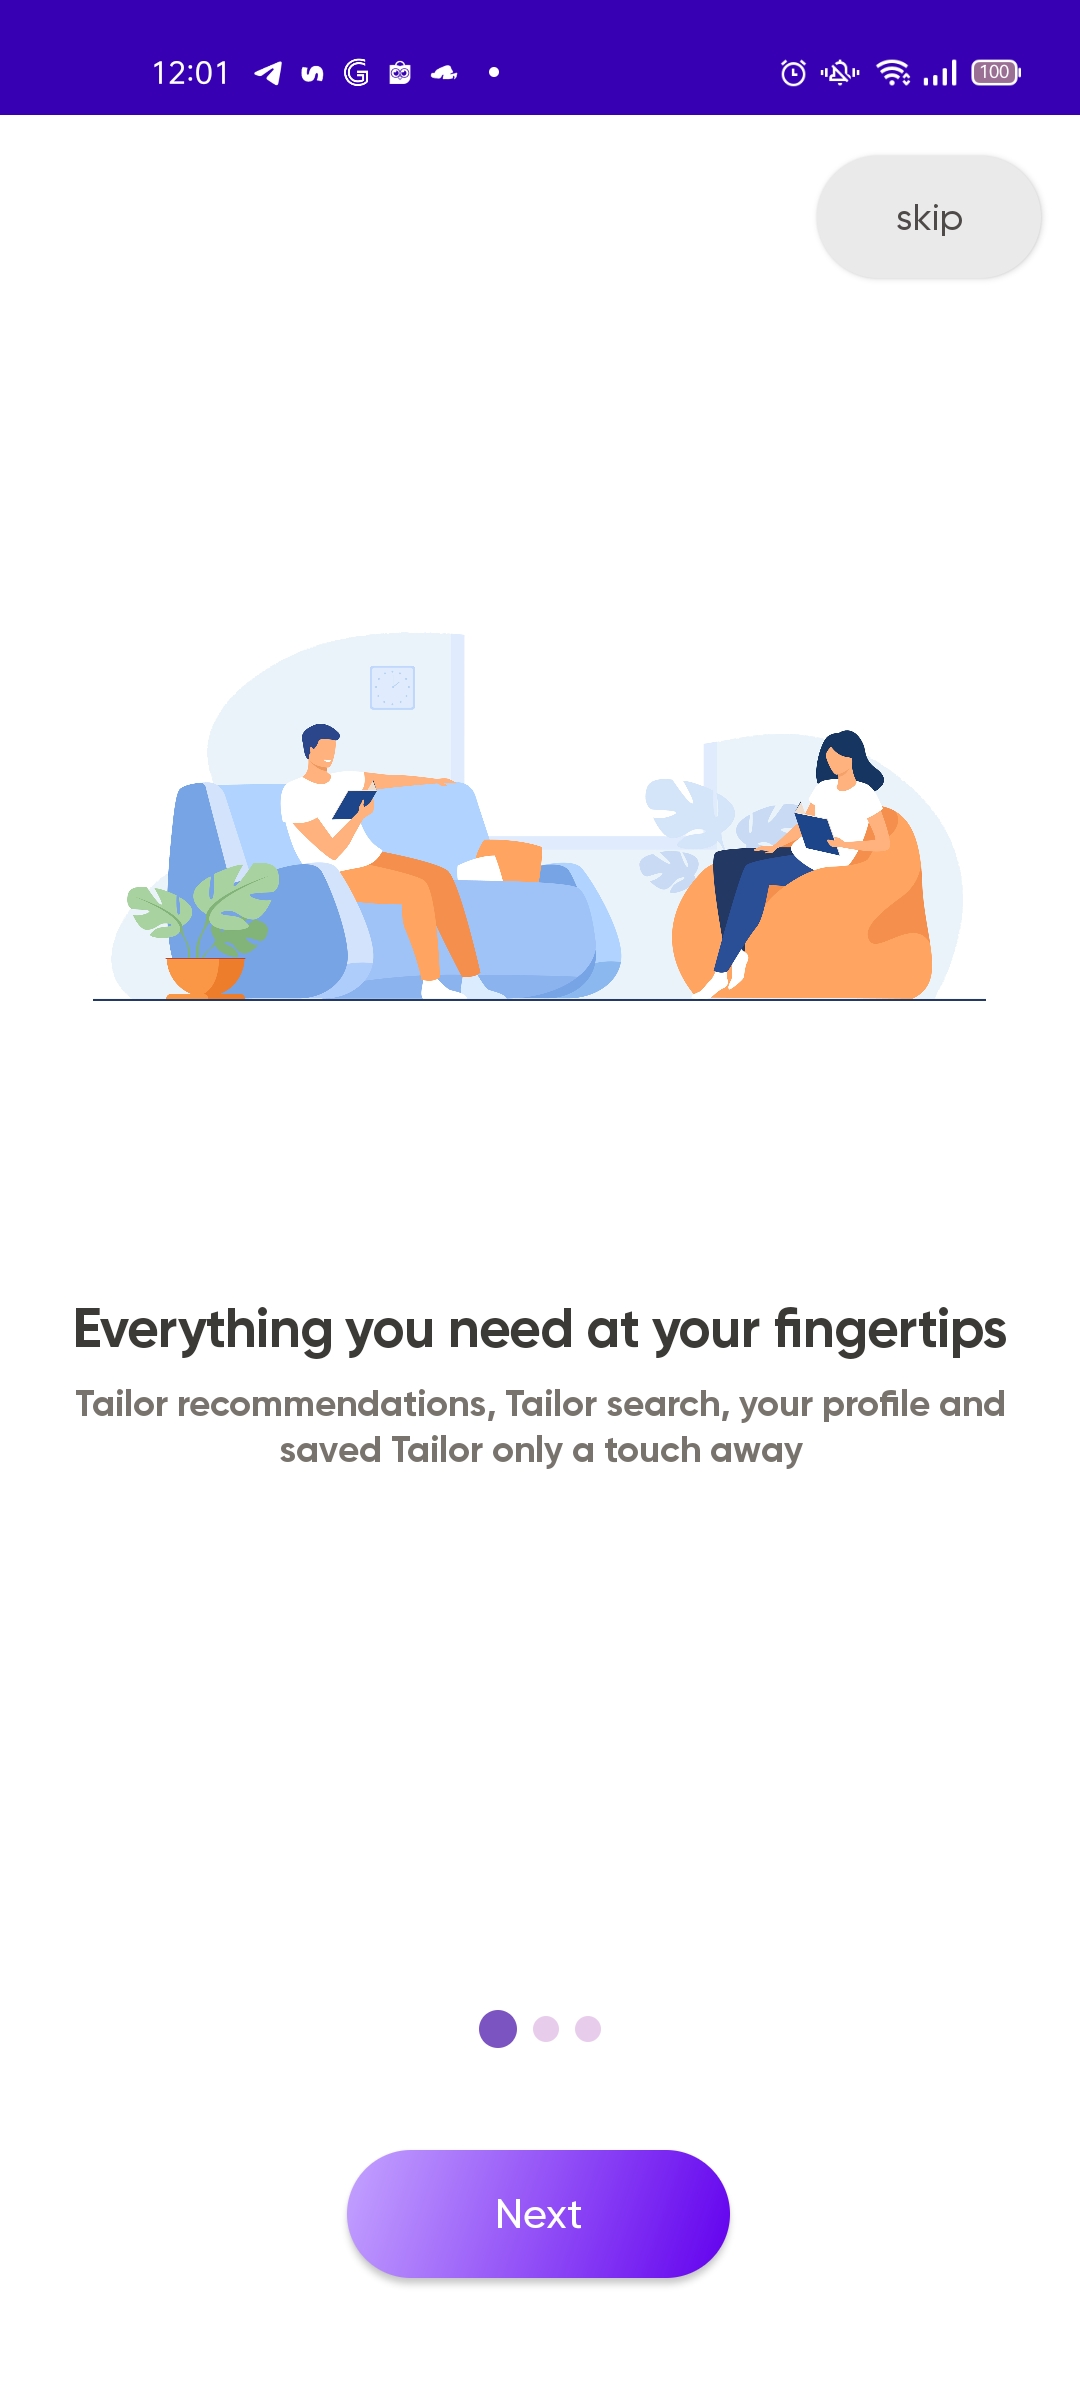 12:01
100
skip
Everything you need at your fingertips
Tailor recommendations, Tailor search, your profile and
saved Tailor only a touch away
Next